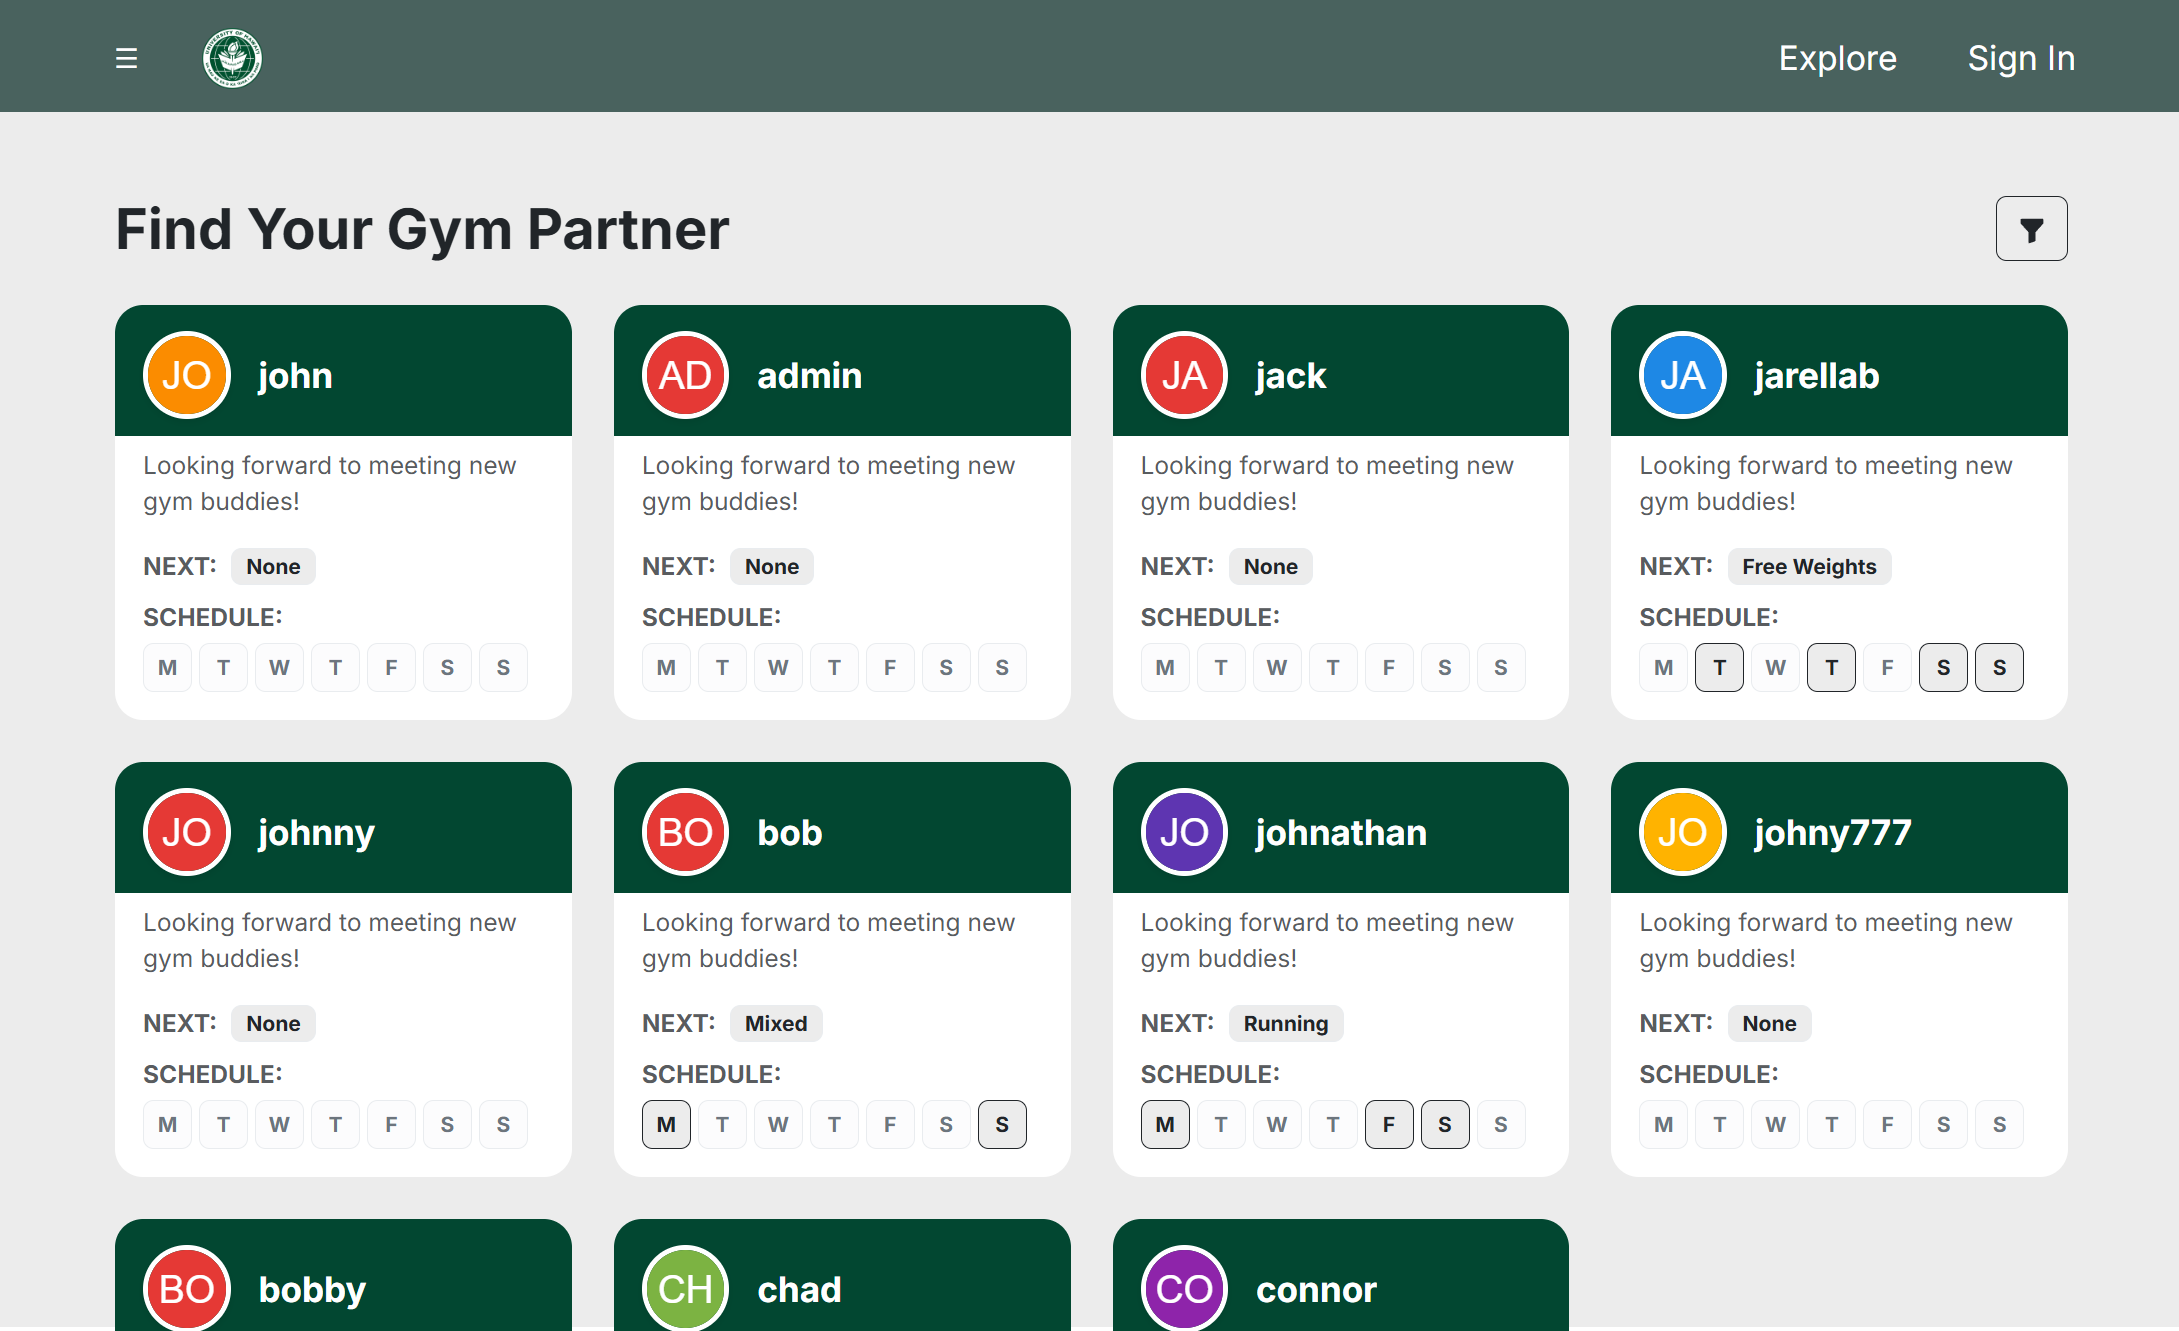 ☰ Explore Sign In
UNIVERSITY OF HAWAII
Find Your Gym Partner
JO john
Looking forward to meeting new
gym buddies!
NEXT: None
SCHEDULE:
M T W T F S S
AD admin
Looking forward to meeting new
gym buddies!
NEXT: None
SCHEDULE:
M T W T F S S
JA jack
Looking forward to meeting new
gym buddies!
NEXT: None
SCHEDULE:
M T W T F S S
JA jarellab
Looking forward to meeting new
gym buddies!
NEXT: Free Weights
SCHEDULE:
M T W T F S S
JO johnny
Looking forward to meeting new
gym buddies!
NEXT: None
SCHEDULE:
M T W T F S S
BO bob
Looking forward to meeting new
gym buddies!
NEXT: Mixed
SCHEDULE:
M T W T F S S
JO johnathan
Looking forward to meeting new
gym buddies!
NEXT: Running
SCHEDULE:
M T W T F S S
JO johny777
Looking forward to meeting new
gym buddies!
NEXT: None
SCHEDULE:
M T W T F S S
BO bobby
CH chad
CO connor